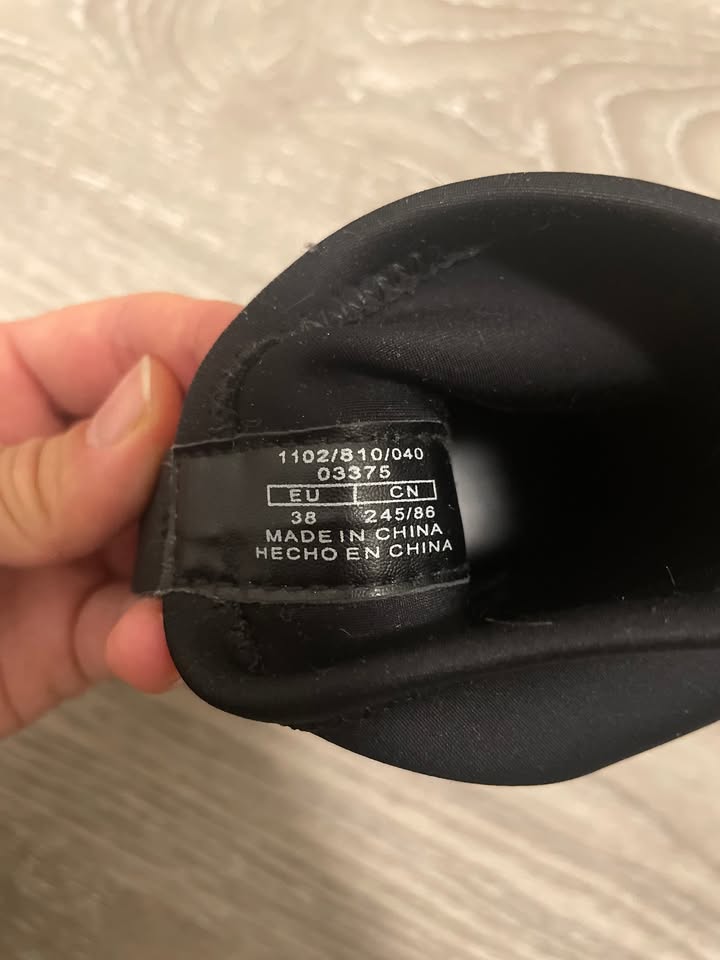 1102/810/040
03375
EU CN
38 245/86
MADE IN CHINA
HECHO EN CHINA